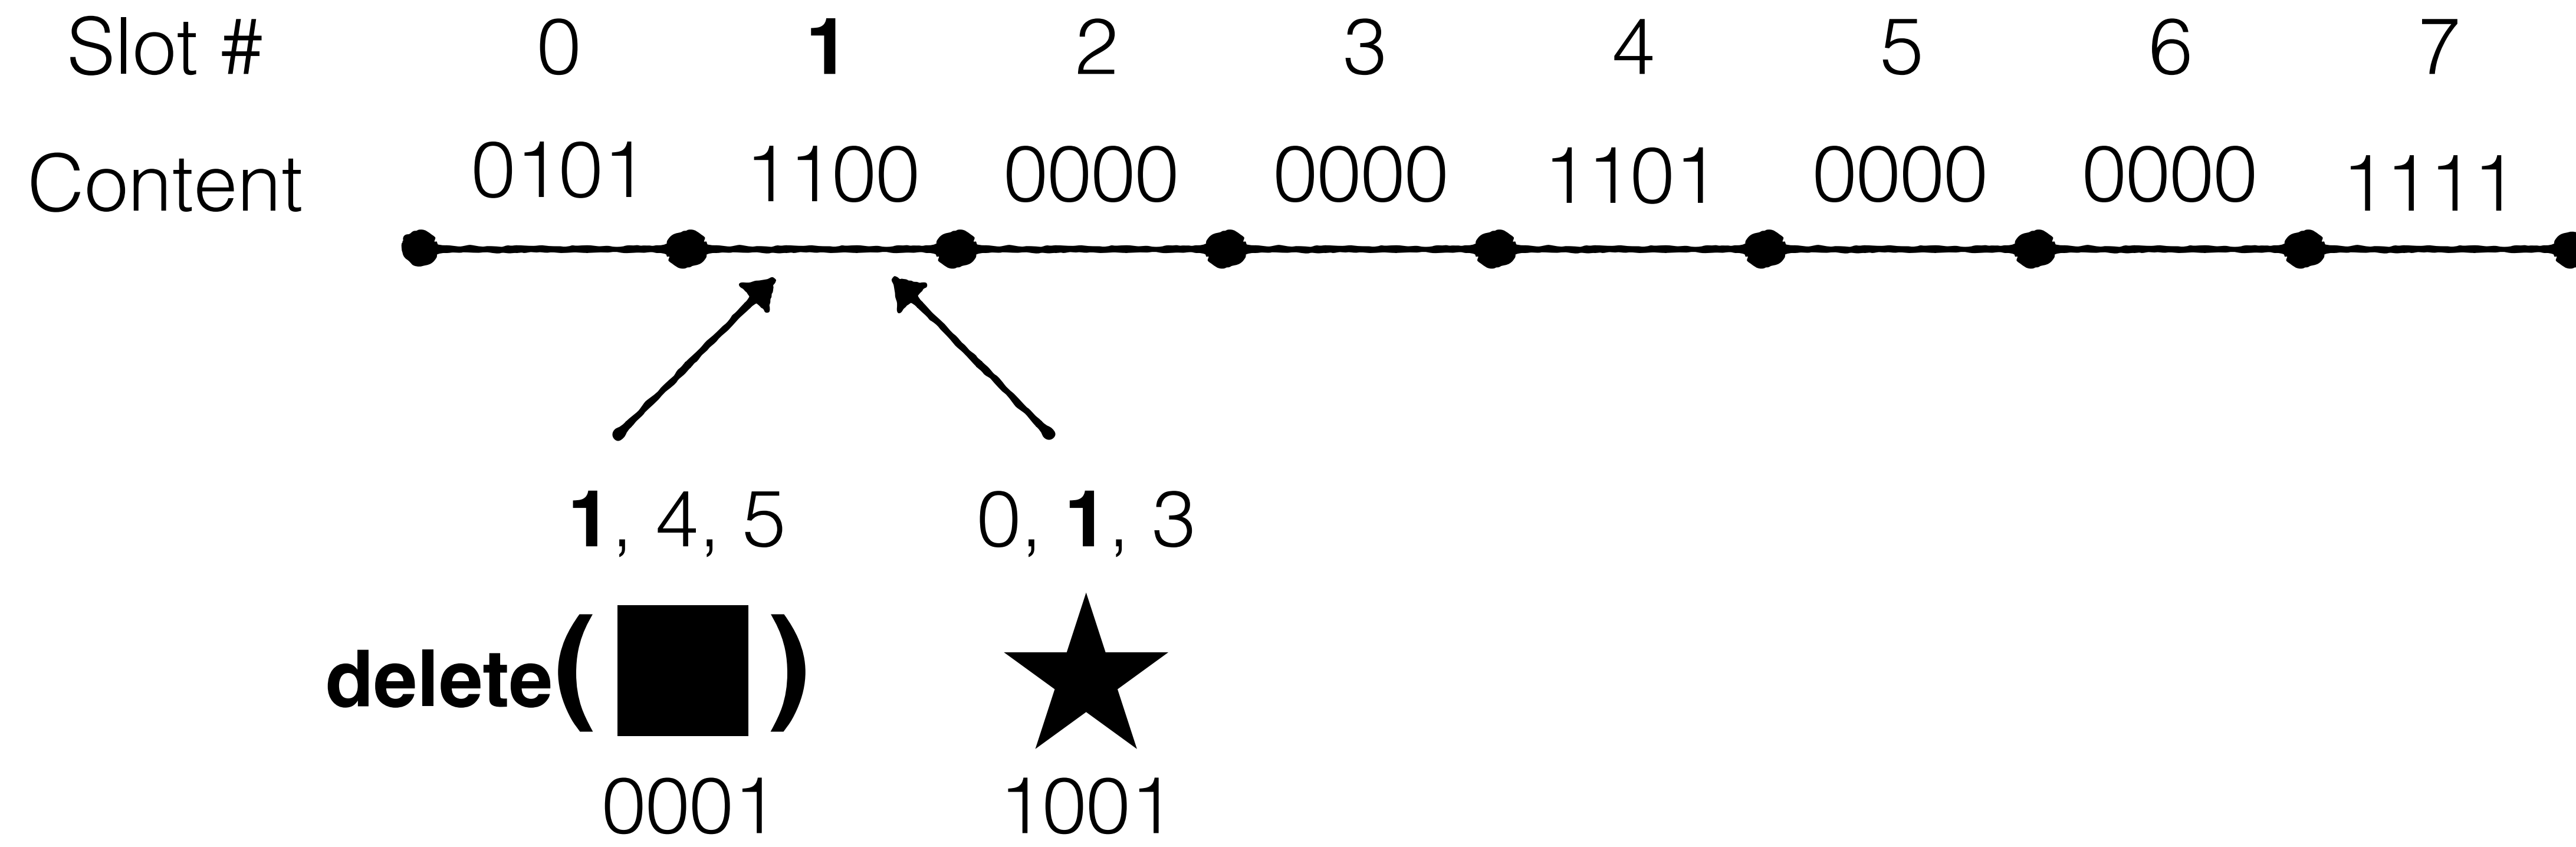 Slot # 0 1 2 3 4 5 6 7
Content 0101 1100 0000 0000 1101 0000 0000 1111
1, 4, 5 0, 1, 3
delete( )
0001 1001